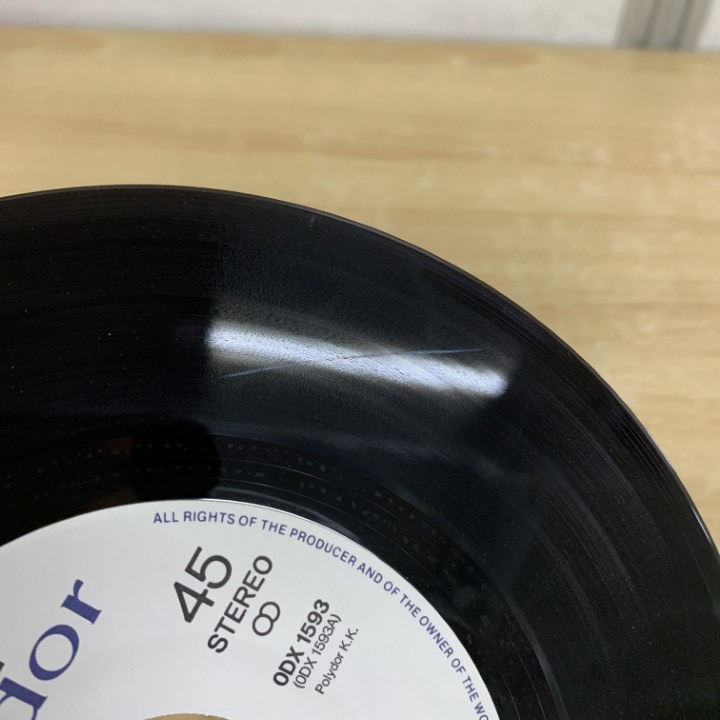 ALL RIGHTS OF THE PRODUCER AND OF THE OWNER OF THE
45
STEREO
0DX 1593
(0DX 1593A)
Polydor K.K.
dor